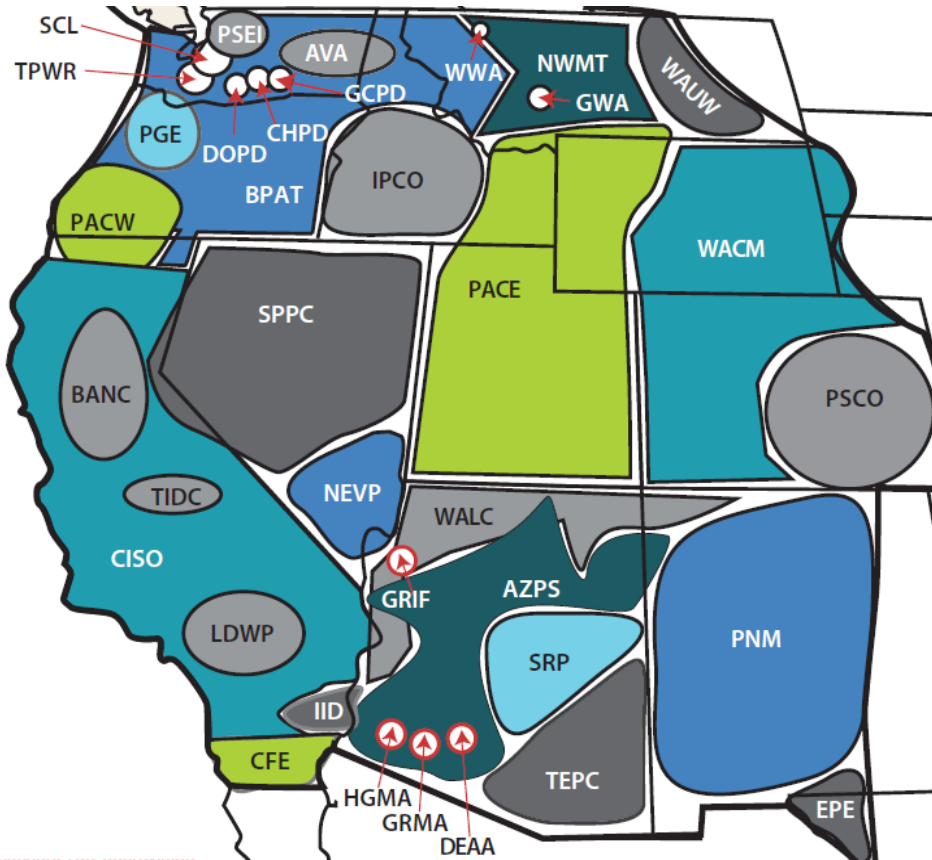 SCL
PSEI
TPWR
AVA
WWA
NWMT
WAUW
GCPD
GWA
PGE
CHPD
DOPD
IPCO
BPAT
PACW
WACM
PACE
SPPC
BANC
PSCO
NEVP
TIDC
WALC
CISO
AZPS
GRIF
LDWP
PNM
SRP
IID
CFE
TEPC
HGMA
EPE
GRMA
DEAA